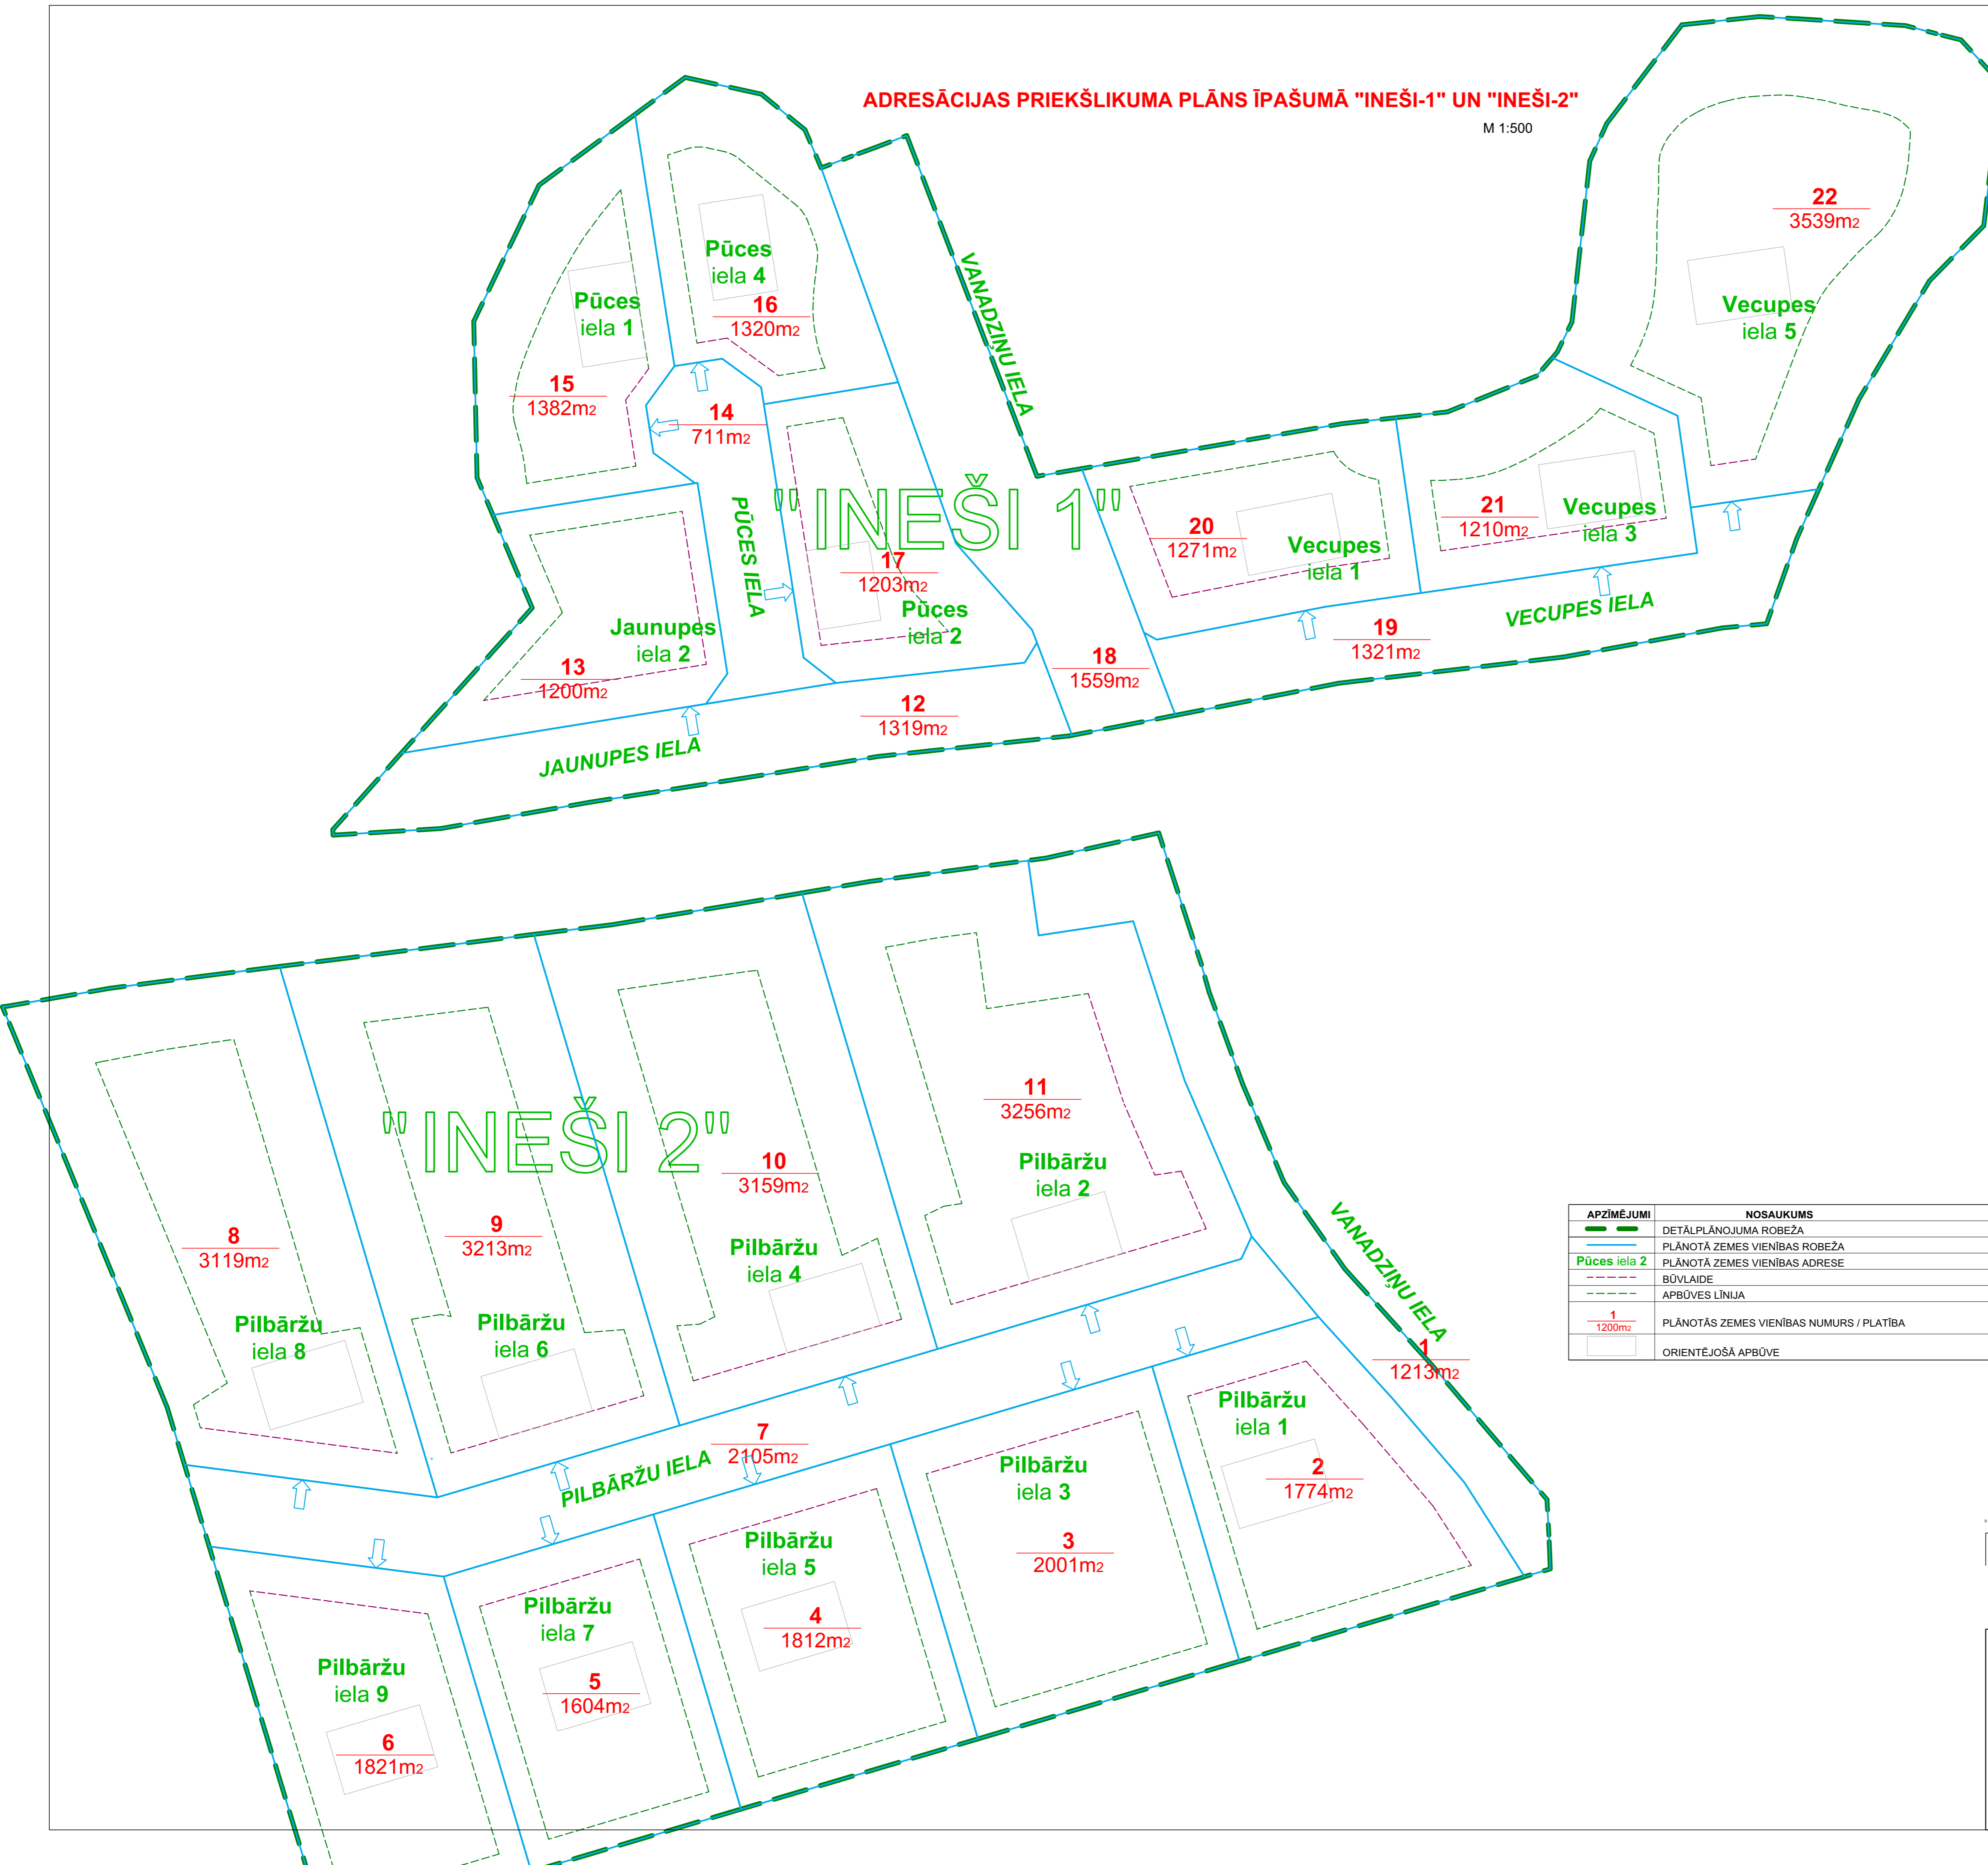 ADRESĀCIJAS PRIEKŠLIKUMA PLĀNS ĪPAŠUMĀ "INEŠI-1" UN "INEŠI-2"
M 1:500
22
3539m2
Vecupes
iela 5
Pūces
iela 4
16
1320m2
Pūces
iela 1
15
1382m2
14
711m2
VANADZIŅU IELA
"INEŠI 1"
PŪCES IELA
17
1203m2
Pūces
iela 2
20
1271m2
Vecupes
iela 1
21
1210m2
Vecupes
iela 3
VECUPES IELA
19
1321m2
18
1559m2
Jaunupes
iela 2
13
1200m2
12
1319m2
JAUNUPES IELA
11
3256m2
Pilbāržu
iela 2
"INEŠI 2"
10
3159m2
Pilbāržu
iela 4
9
3213m2
Pilbāržu
iela 6
8
3119m2
Pilbāržu
iela 8
VANADZIŅU IELA
1
1213m2
7
2105m2
PILBĀRŽU IELA
Pilbāržu
iela 1
2
1774m2
Pilbāržu
iela 3
3
2001m2
Pilbāržu
iela 5
4
1812m2
Pilbāržu
iela 7
5
1604m2
Pilbāržu
iela 9
6
1821m2
APZĪMĒJUMI NOSAUKUMS
DETĀLPLĀNOJUMA ROBEŽA
PLĀNOTĀ ZEMES VIENĪBAS ROBEŽA
Pūces iela 2 PLĀNOTĀ ZEMES VIENĪBAS ADRESE
BŪVLAIDE
APBŪVES LĪNIJA
1
1200m2 PLĀNOTĀS ZEMES VIENĪBAS NUMURS / PLATĪBA
ORIENTĒJOŠĀ APBŪVE